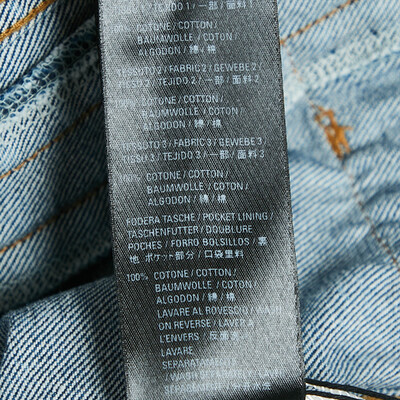 / TEJIDO 1 / 一部 / 面料 1
100% COTONE / COTTON /
BAUMWOLLE / COTON /
ALGODON / 綿 / 棉
TESSUTO 2 / FABRIC 2 / GEWEBE 2 /
TISSU 2 / TEJIDO 2 / 一部 / 面料 2
100% COTONE / COTTON /
BAUMWOLLE / COTON /
ALGODON / 綿 / 棉
TESSUTO 3 / FABRIC 3 / GEWEBE 3 /
TISSU 3 / TEJIDO 3 / 一部 / 面料 3
100% COTONE / COTTON /
BAUMWOLLE / COTON /
ALGODON / 綿 / 棉
FODERA TASCHE / POCKET LINING /
TASCHENFUTTER / DOUBLURE
POCHES / FORRO BOLSILLOS / 裏
地 ポケット部分 / 口袋里料
100% COTONE / COTTON /
BAUMWOLLE / COTON /
ALGODON / 綿 / 棉
LAVARE AL ROVESCIO / WASH
ON REVERSE / LAVER A
L'ENVERS /
LAVARE